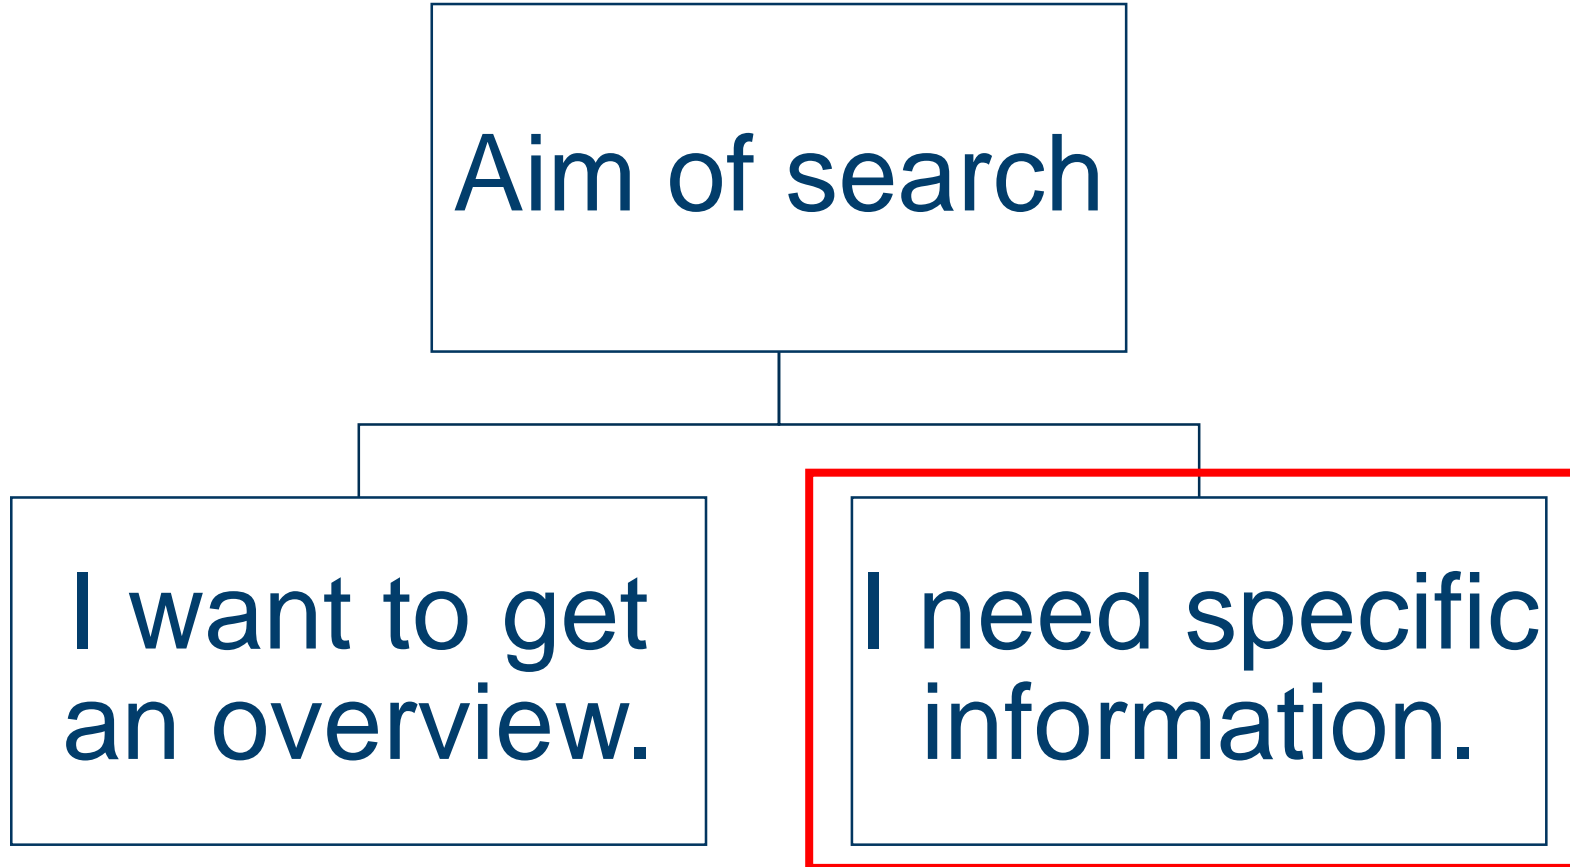 Aim of search
I want to get
an overview.
I need specific
information.